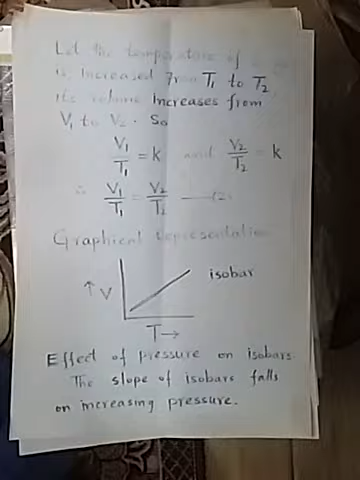 Let the temperature of
is increased from T₁ to T₂
its volume increases from
V₁ to V₂. So
V₁/T₁ = k and V₂/T₂ = k
∴ V₁/T₁ = V₂/T₂ —(2)
Graphical representation
↑ V isobar
T→
Effect of pressure on isobars
The slope of isobars falls
on increasing pressure.